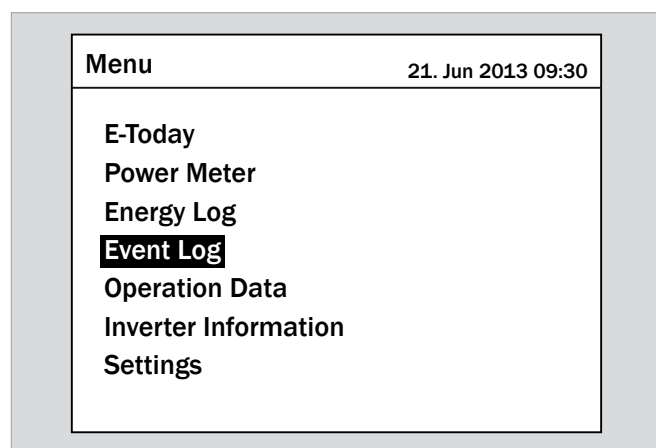 Menu 21. Jun 2013 09:30
E-Today
Power Meter
Energy Log
Event Log
Operation Data
Inverter Information
Settings